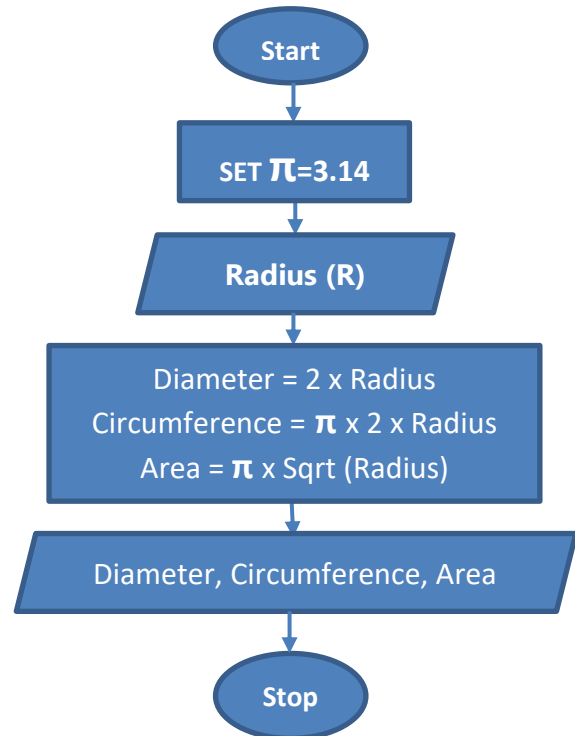 Start
SET π=3.14
Radius (R)
Diameter = 2 x Radius
Circumference = π x 2 x Radius
Area = π x Sqrt (Radius)
Diameter, Circumference, Area
Stop